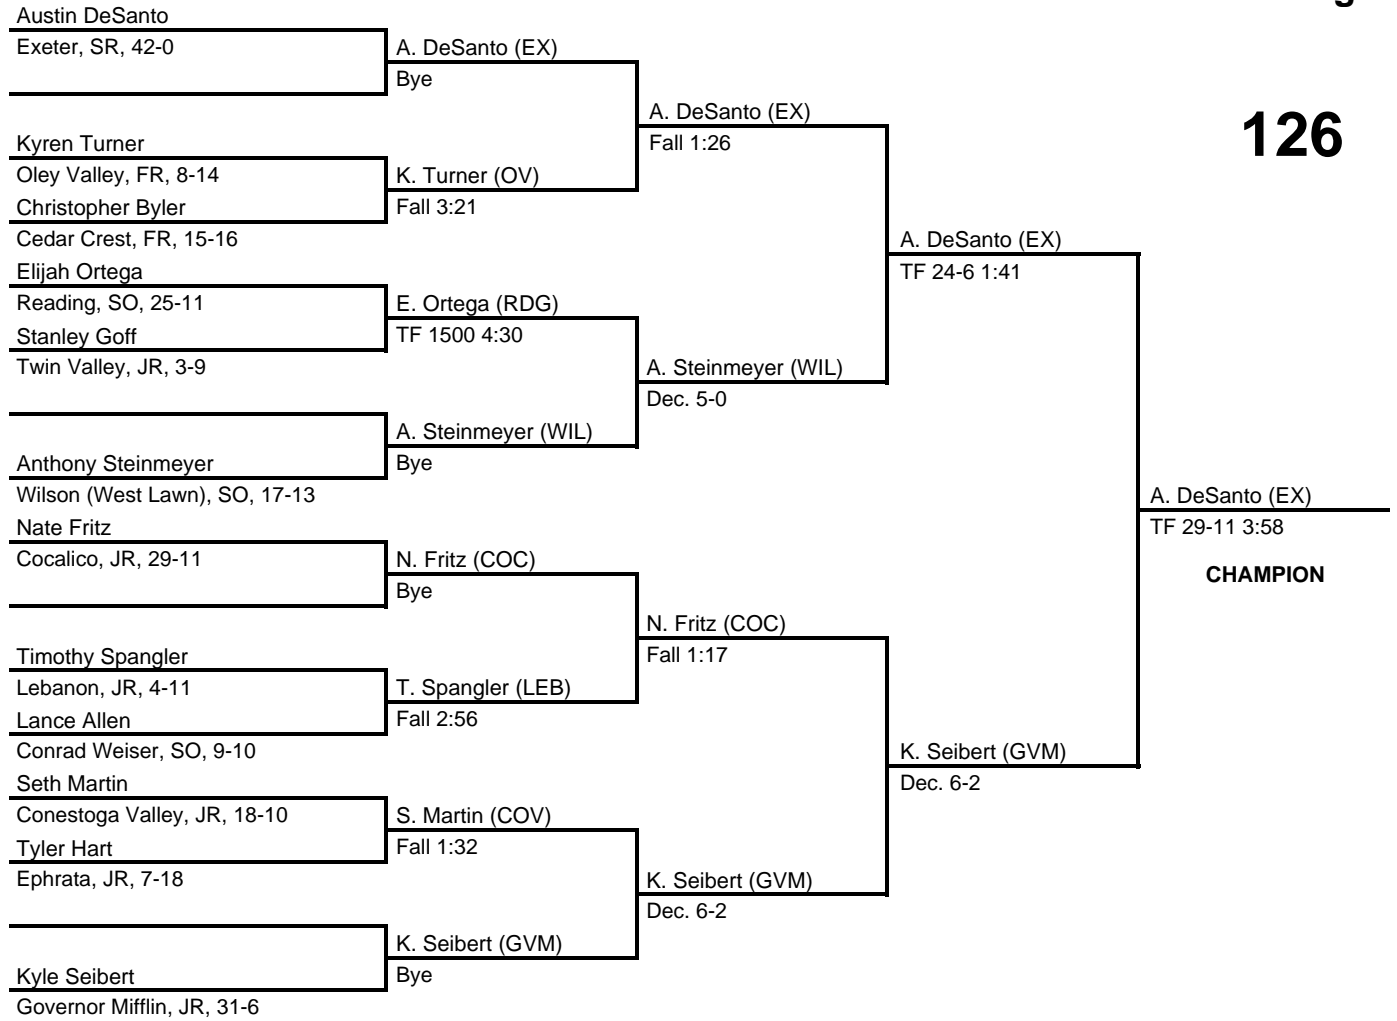 Austin DeSanto
Exeter, SR, 42-0
A. DeSanto (EX)
Bye
A. DeSanto (EX)
Fall 1:26
126
Kyren Turner
Oley Valley, FR, 8-14
K. Turner (OV)
Christopher Byler
Fall 3:21
Cedar Crest, FR, 15-16
A. DeSanto (EX)
TF 24-6 1:41
Elijah Ortega
Reading, SO, 25-11
E. Ortega (RDG)
Stanley Goff
TF 1500 4:30
Twin Valley, JR, 3-9
A. Steinmeyer (WIL)
Dec. 5-0
A. Steinmeyer (WIL)
Anthony Steinmeyer
Bye
Wilson (West Lawn), SO, 17-13
A. DeSanto (EX)
TF 29-11 3:58
CHAMPION
Nate Fritz
Cocalico, JR, 29-11
N. Fritz (COC)
Bye
N. Fritz (COC)
Fall 1:17
Timothy Spangler
Lebanon, JR, 4-11
T. Spangler (LEB)
Lance Allen
Fall 2:56
Conrad Weiser, SO, 9-10
K. Seibert (GVM)
Dec. 6-2
Seth Martin
Conestoga Valley, JR, 18-10
S. Martin (COV)
Tyler Hart
Fall 1:32
Ephrata, JR, 7-18
K. Seibert (GVM)
Dec. 6-2
K. Seibert (GVM)
Kyle Seibert
Bye
Governor Mifflin, JR, 31-6